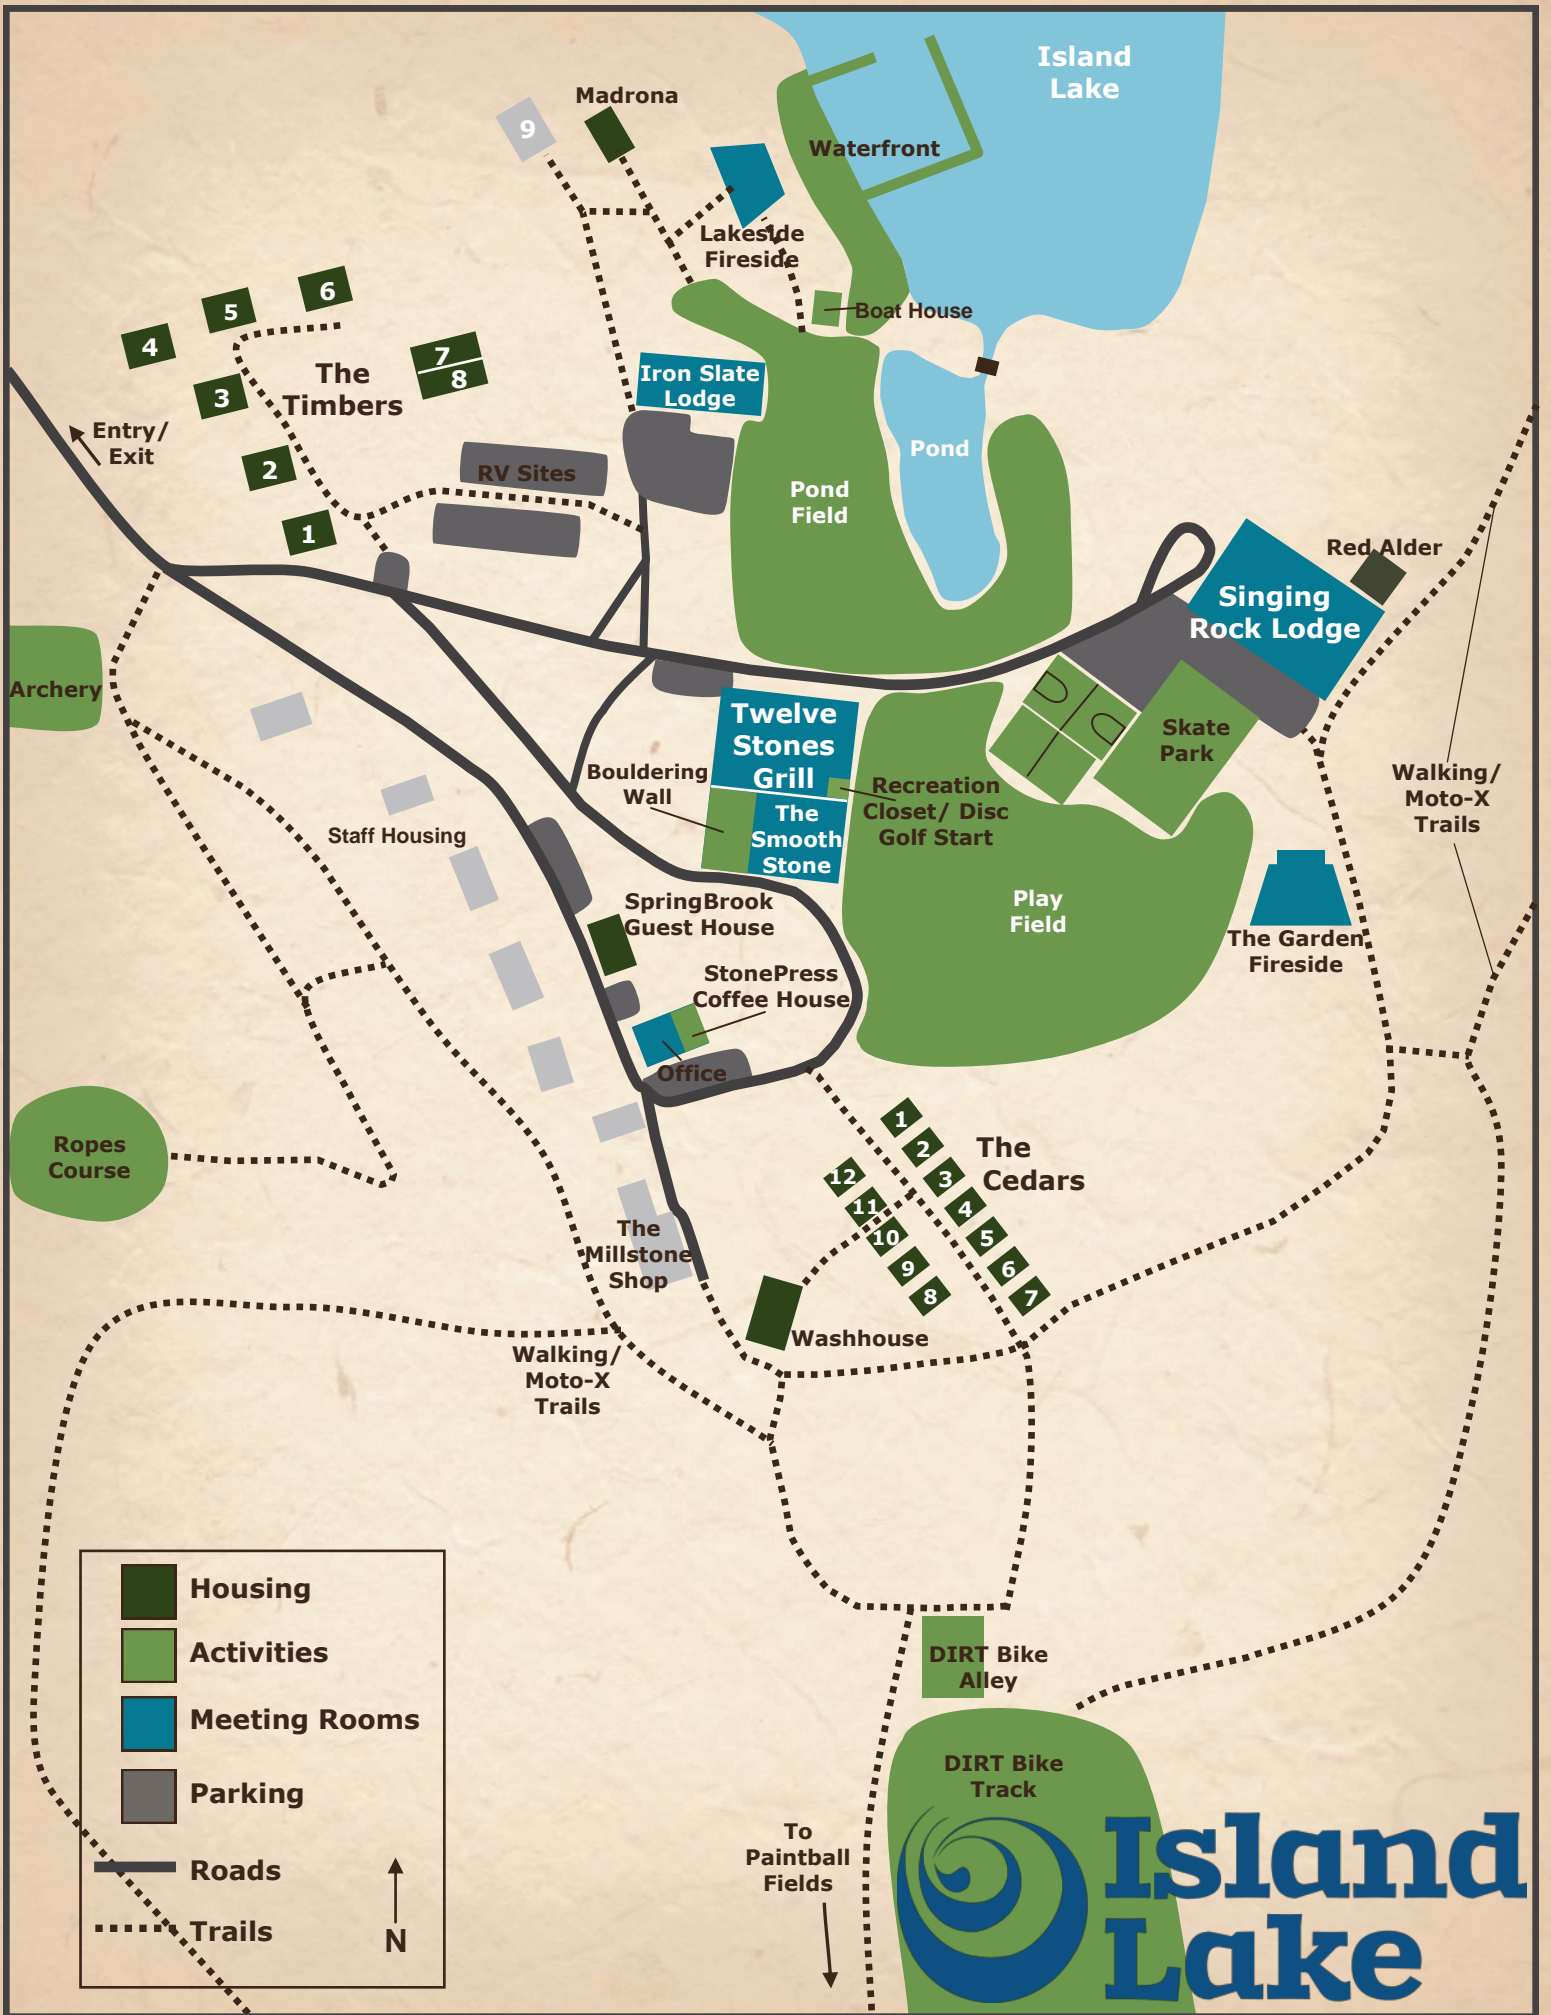 Island
Lake
Madrona
9
Waterfront
Lakeside
Fireside
Boat House
6
5
4
7
8
3
The
Timbers
Iron Slate
Lodge
Entry/
Exit
2
RV Sites
Pond
Pond
Field
1
Red Alder
Singing
Rock Lodge
Archery
Twelve
Stones
Grill
Skate
Park
Bouldering
Wall
Recreation
Closet/ Disc
Golf Start
Walking/
Moto-X
Trails
The
Smooth
Stone
Staff Housing
SpringBrook
Guest House
Play
Field
The Garden
Fireside
StonePress
Coffee House
Office
Ropes
Course
1
2
3
4
5
6
7
The
Cedars
12
11
10
9
8
The
Millstone
Shop
Washhouse
Walking/
Moto-X
Trails
Housing
Activities
Meeting Rooms
Parking
Roads
Trails
N
DIRT Bike
Alley
DIRT Bike
Track
To
Paintball
Fields
Island
Lake